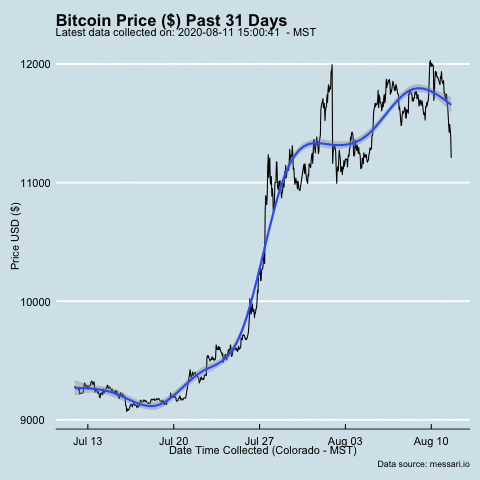 Bitcoin Price ($) Past 31 Days
Latest data collected on: 2020-08-11 15:00:41  - MST
12000
11000
10000
9000
Price USD ($)
Jul 13
Jul 20
Jul 27
Aug 03
Aug 10
Date Time Collected (Colorado - MST)
Data source: messari.io